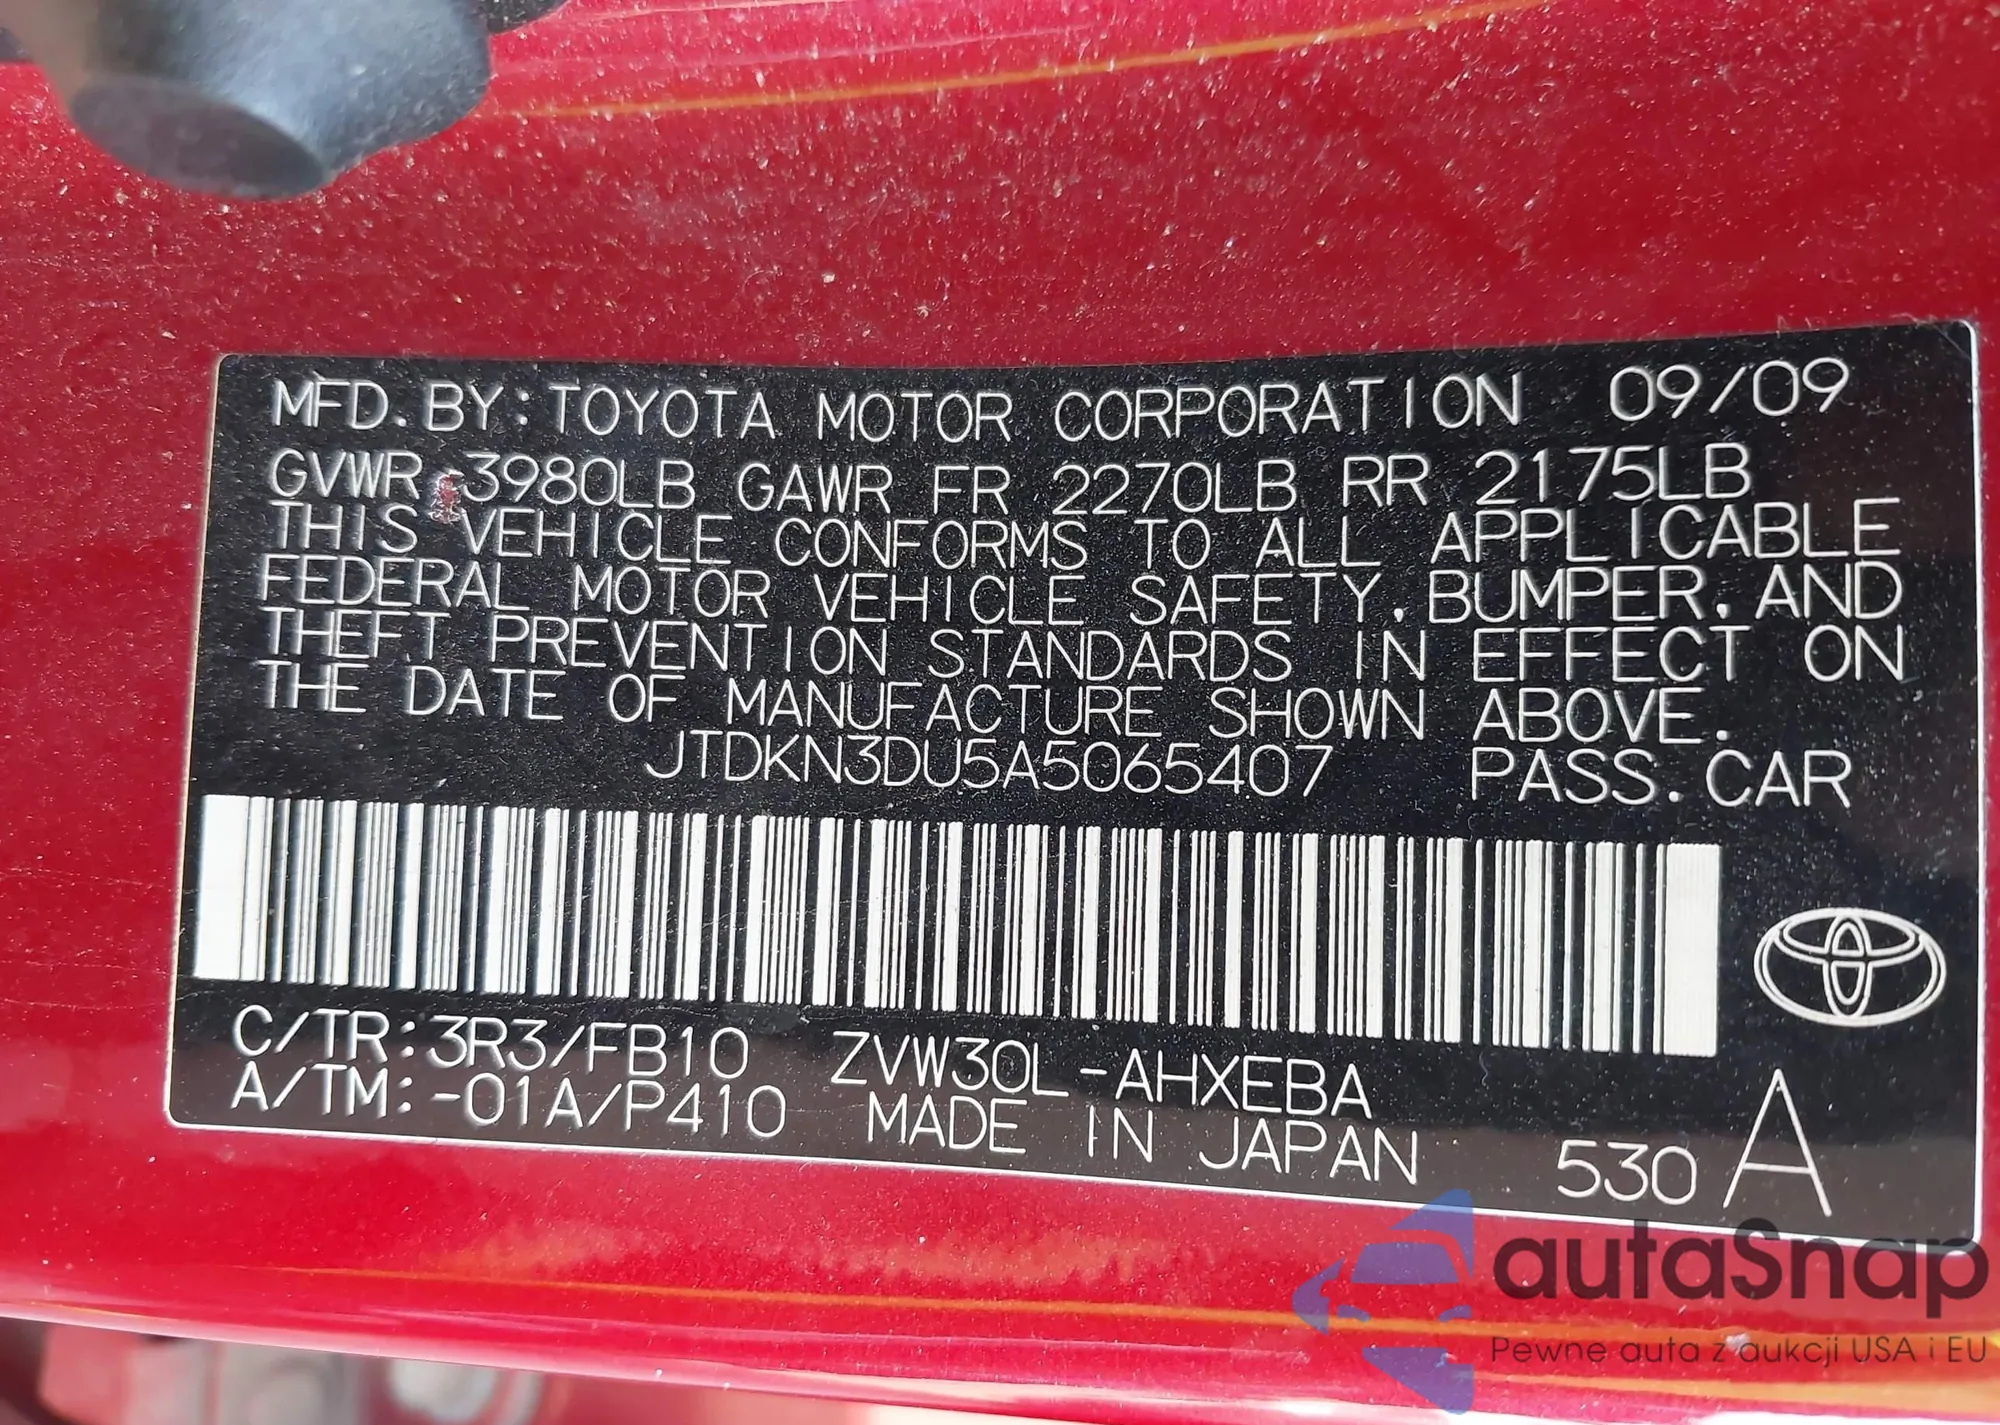 MFD. BY: TOYOTA MOTOR CORPORATION 09/09
GVWR 3980LB GAWR FR 2270LB RR 2175LB
THIS VEHICLE CONFORMS TO ALL APPLICABLE
FEDERAL MOTOR VEHICLE SAFETY, BUMPER, AND
THEFT PREVENTION STANDARDS IN EFFECT ON
THE DATE OF MANUFACTURE SHOWN ABOVE.
JTDKN3DU5A5065407 PASS. CAR
C/TR: 3R3/FB10 ZVW30L-AHXEBA
A/TM: -01A/P410 MADE IN JAPAN 530 A
autaSnap
Pewne auta z aukcji USA i EU